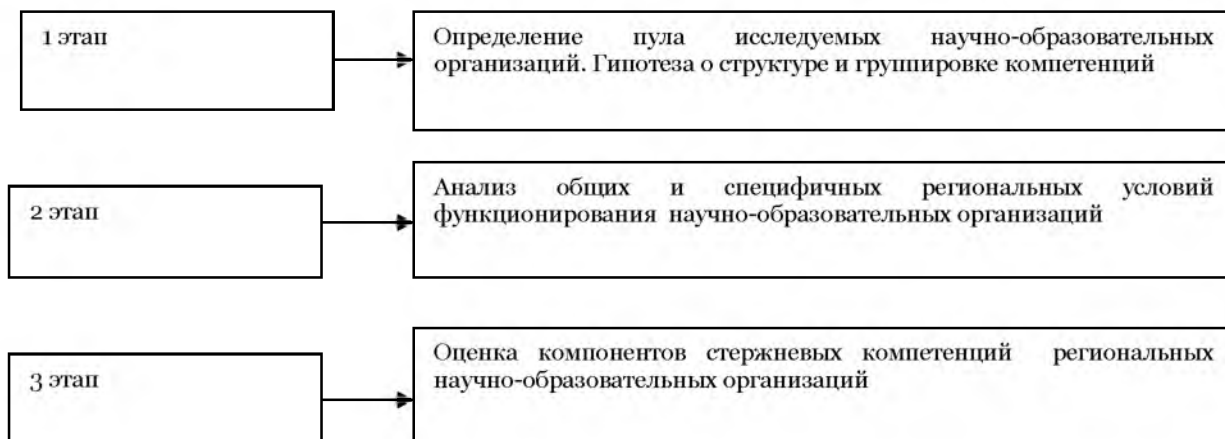 1 этап
Определение пула исследуемых научно-образовательных
организаций. Гипотеза о структуре и группировке компетенций
2 этап
Анализ общих и специфичных региональных условий
функционирования научно-образовательных организаций
3 этап
Оценка компонентов стержневых компетенций региональных
научно-образовательных организаций